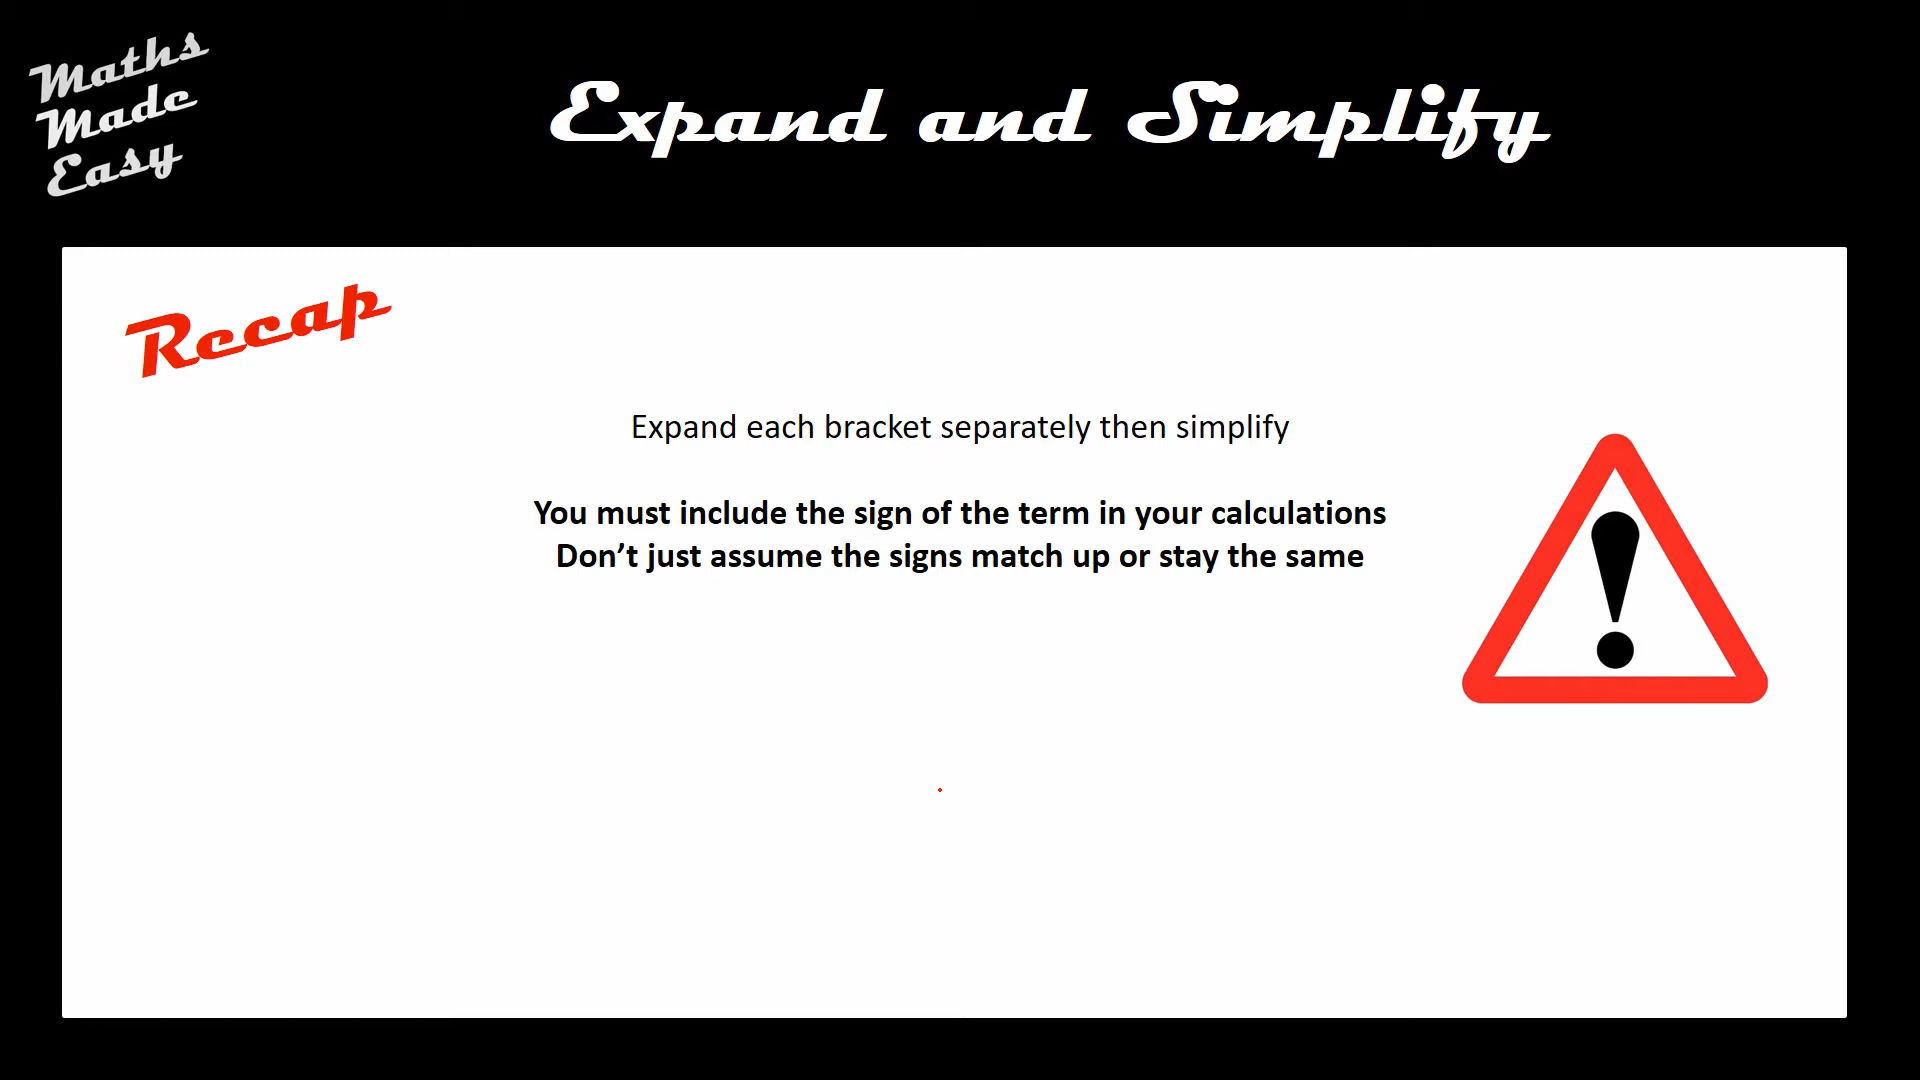 Maths
Made
Easy
Expand and Simplify
Recap
Expand each bracket separately then simplify
You must include the sign of the term in your calculations
Don’t just assume the signs match up or stay the same